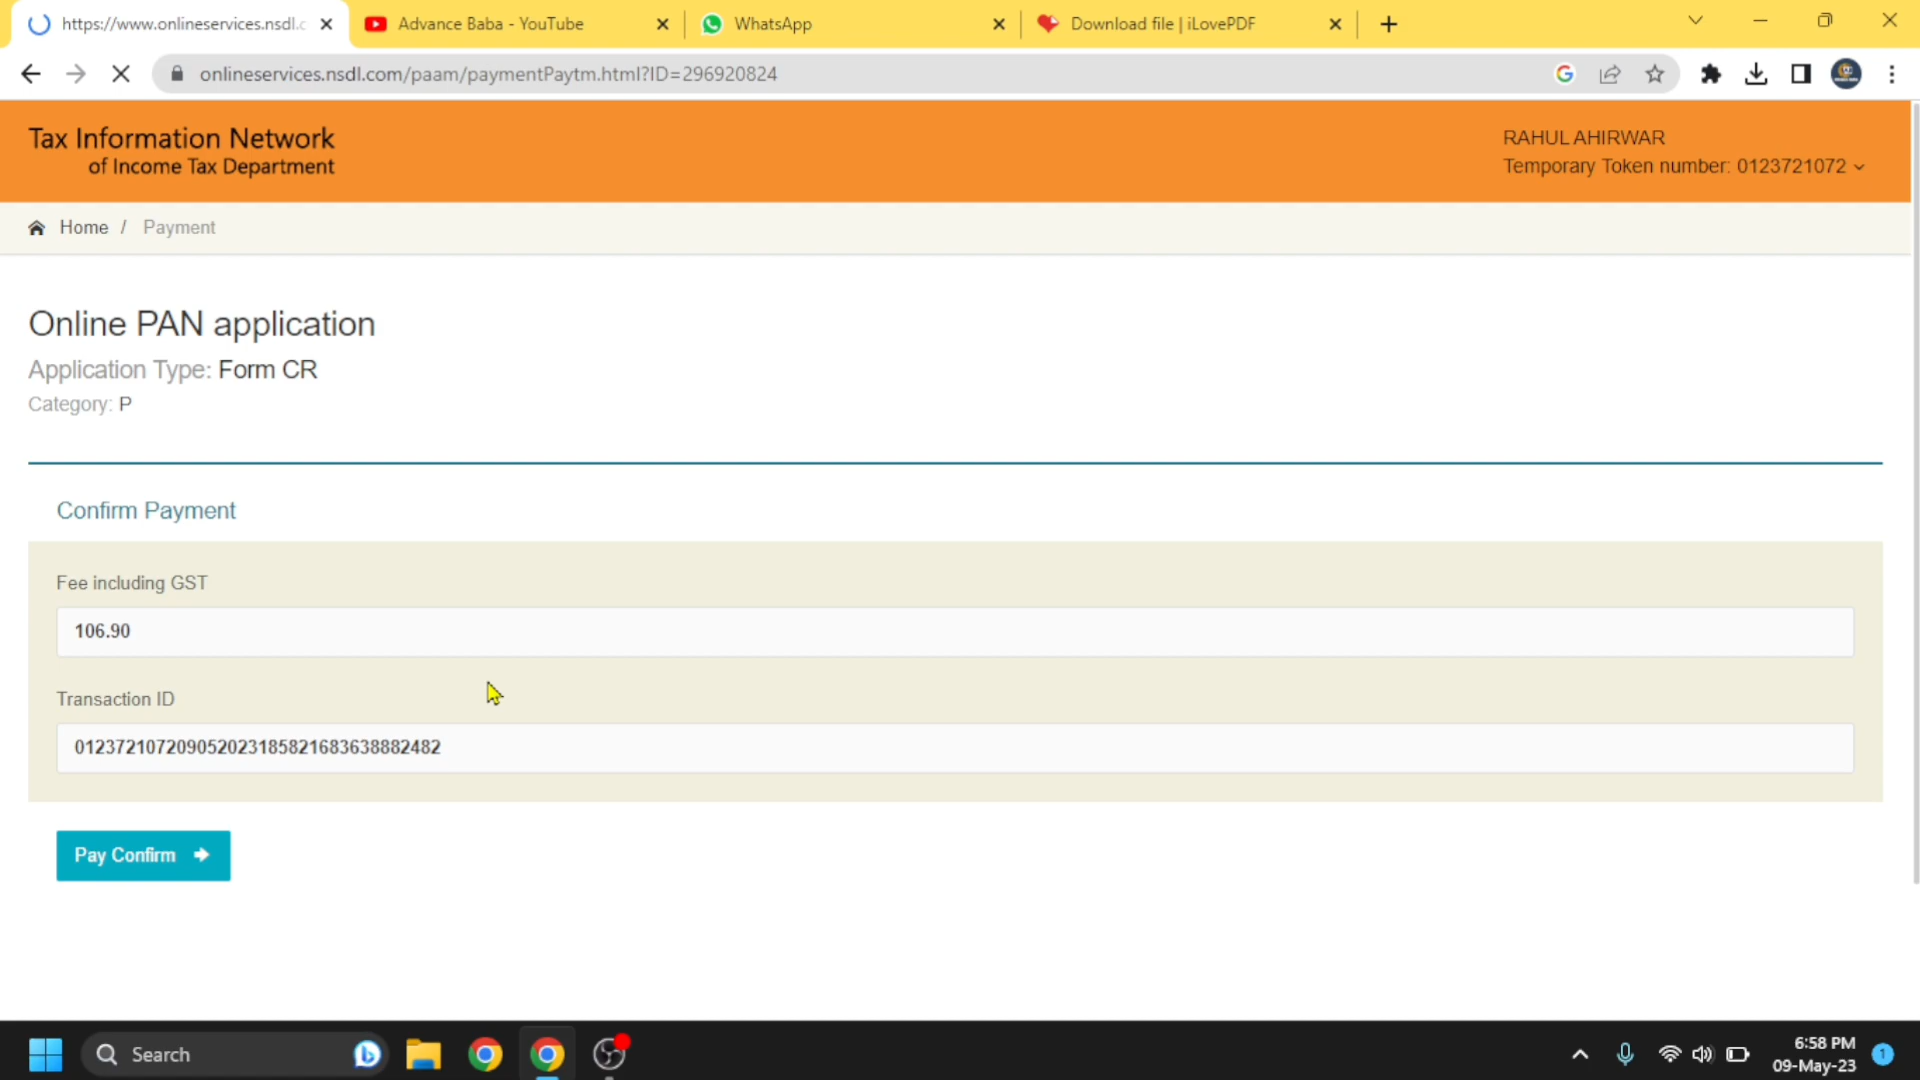 https://www.onlineservices.nsdl.c
Advance Baba - YouTube
WhatsApp
Download file | iLovePDF
onlineservices.nsdl.com/paam/paymentPaytm.html?ID=296920824
Tax Information Network
of Income Tax Department
RAHUL AHIRWAR
Temporary Token number: 0123721072
Home / Payment
Online PAN application
Application Type: Form CR
Category: P
Confirm Payment
Fee including GST
106.90
Transaction ID
0123721072090520231858216836388824​82
Pay Confirm
Search
6:58 PM
09-May-23
1